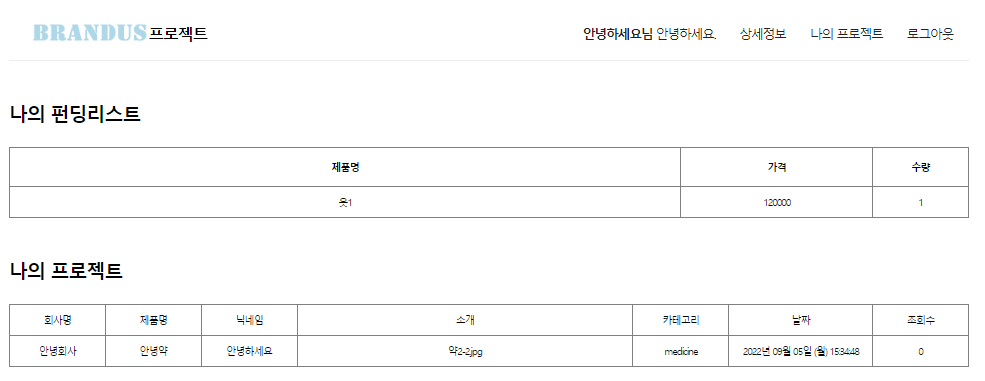 BRANDUS프로젝트 안녕하세요님 안녕하세요. 상세정보 나의 프로젝트 로그아웃
나의 펀딩리스트
제품명 가격 수량
옷1 120000 1
나의 프로젝트
회사명 제품명 닉네임 소개 카테고리 날짜 조회수
안녕회사 안녕약 안녕하세요 약2-2.jpg medicine 2022년 09월 05일 (월) 15:34:48 0